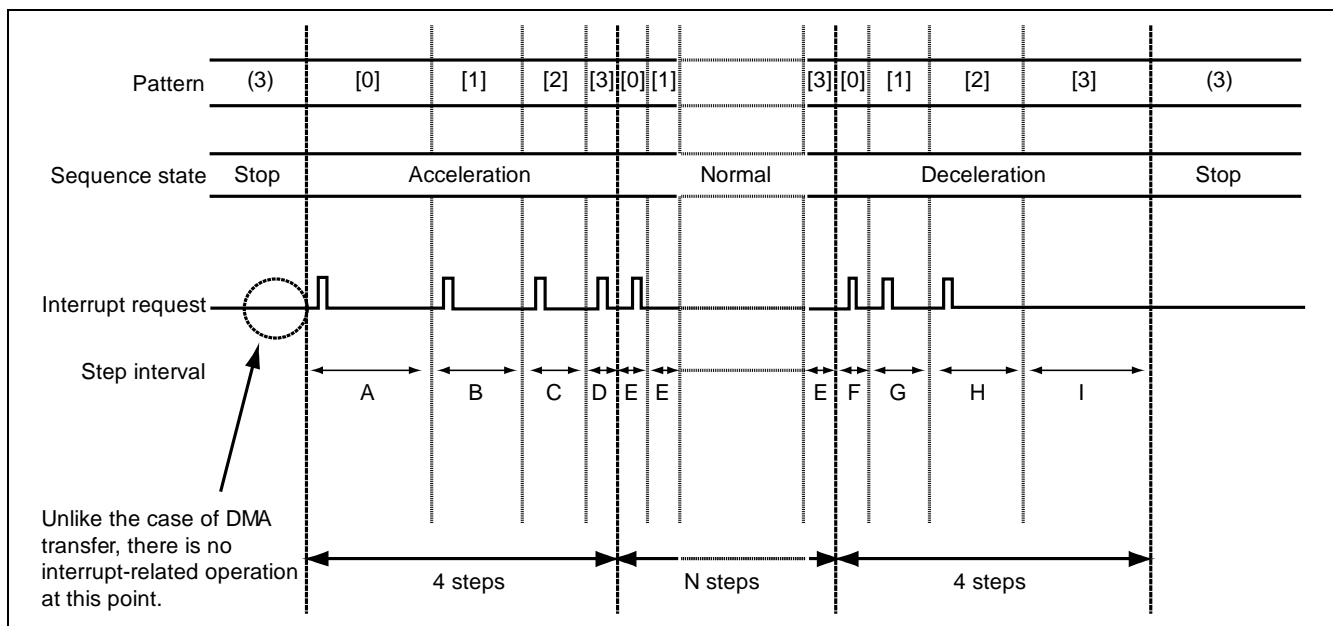 Pattern (3) [0] [1] [2] [3] [0] [1] [3] [0] [1] [2] [3] (3)
Sequence state Stop Acceleration Normal Deceleration Stop
Interrupt request
Step interval
A B C D E E E F G H I
Unlike the case of DMA
transfer, there is no
interrupt-related operation
at this point.
4 steps N steps 4 steps